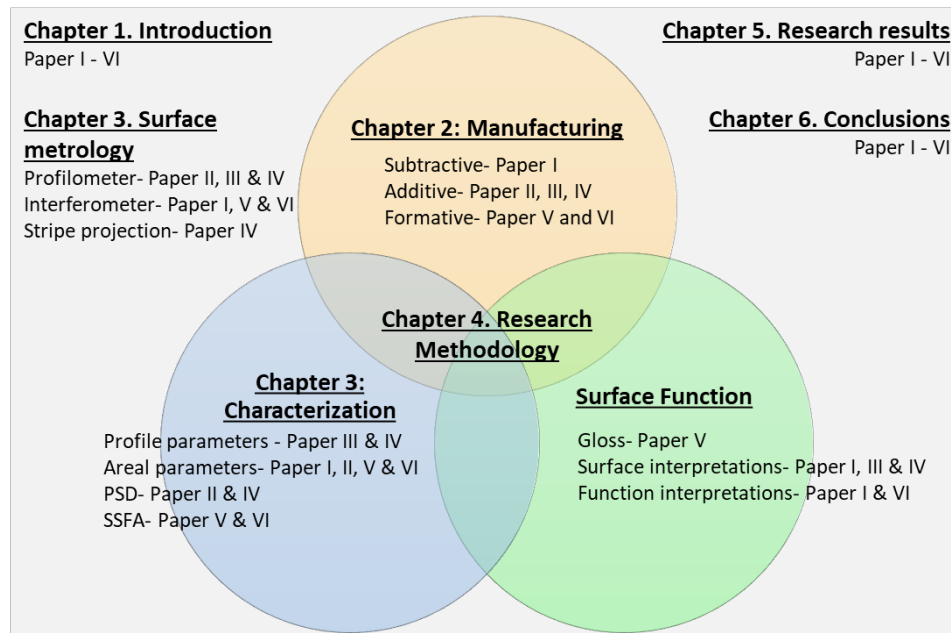 Chapter 1. Introduction
Paper I - VI
Chapter 5. Research results
Paper I - VI
Chapter 3. Surface
metrology
Profilometer- Paper II, III & IV
Interferometer- Paper I, V & VI
Stripe projection- Paper IV
Chapter 2: Manufacturing
Subtractive- Paper I
Additive- Paper II, III, IV
Formative- Paper V and VI
Chapter 6. Conclusions
Paper I - VI
Chapter 4. Research
Methodology
Chapter 3:
Characterization
Profile parameters - Paper III & IV
Areal parameters- Paper I, II, V & VI
PSD- Paper II & IV
SSFA- Paper V & VI
Surface Function
Gloss- Paper V
Surface interpretations- Paper I, III & IV
Function interpretations- Paper I & VI